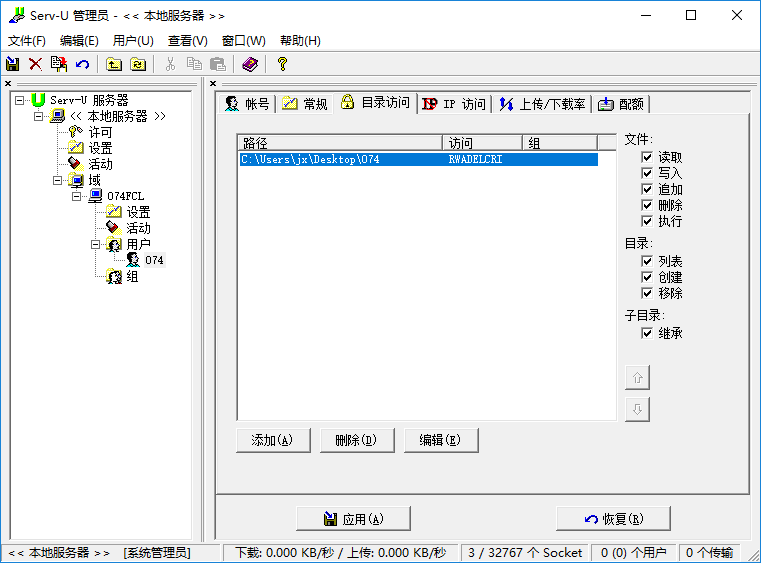 Serv-U 管理员 - << 本地服务器 >>
文件(F) 编辑(E) 用户(U) 查看(V) 窗口(W) 帮助(H)
Serv-U 服务器
<< 本地服务器 >>
许可
设置
活动
域
074FCL
设置
活动
用户
074
组
帐号 常规 目录访问 IP 访问 上传/下载率 配额
路径 访问 组
C:\Users\jx\Desktop\074 RWADELCRI
文件:
读取
写入
追加
删除
执行
目录:
列表
创建
移除
子目录:
继承
添加(A) 删除(D) 编辑(E)
应用(A) 恢复(R)
<< 本地服务器 >> [系统管理员] 下载: 0.000 KB/秒 / 上传: 0.000 KB/秒 3 / 32767 个 Socket 0 (0) 个用户 0 个传输